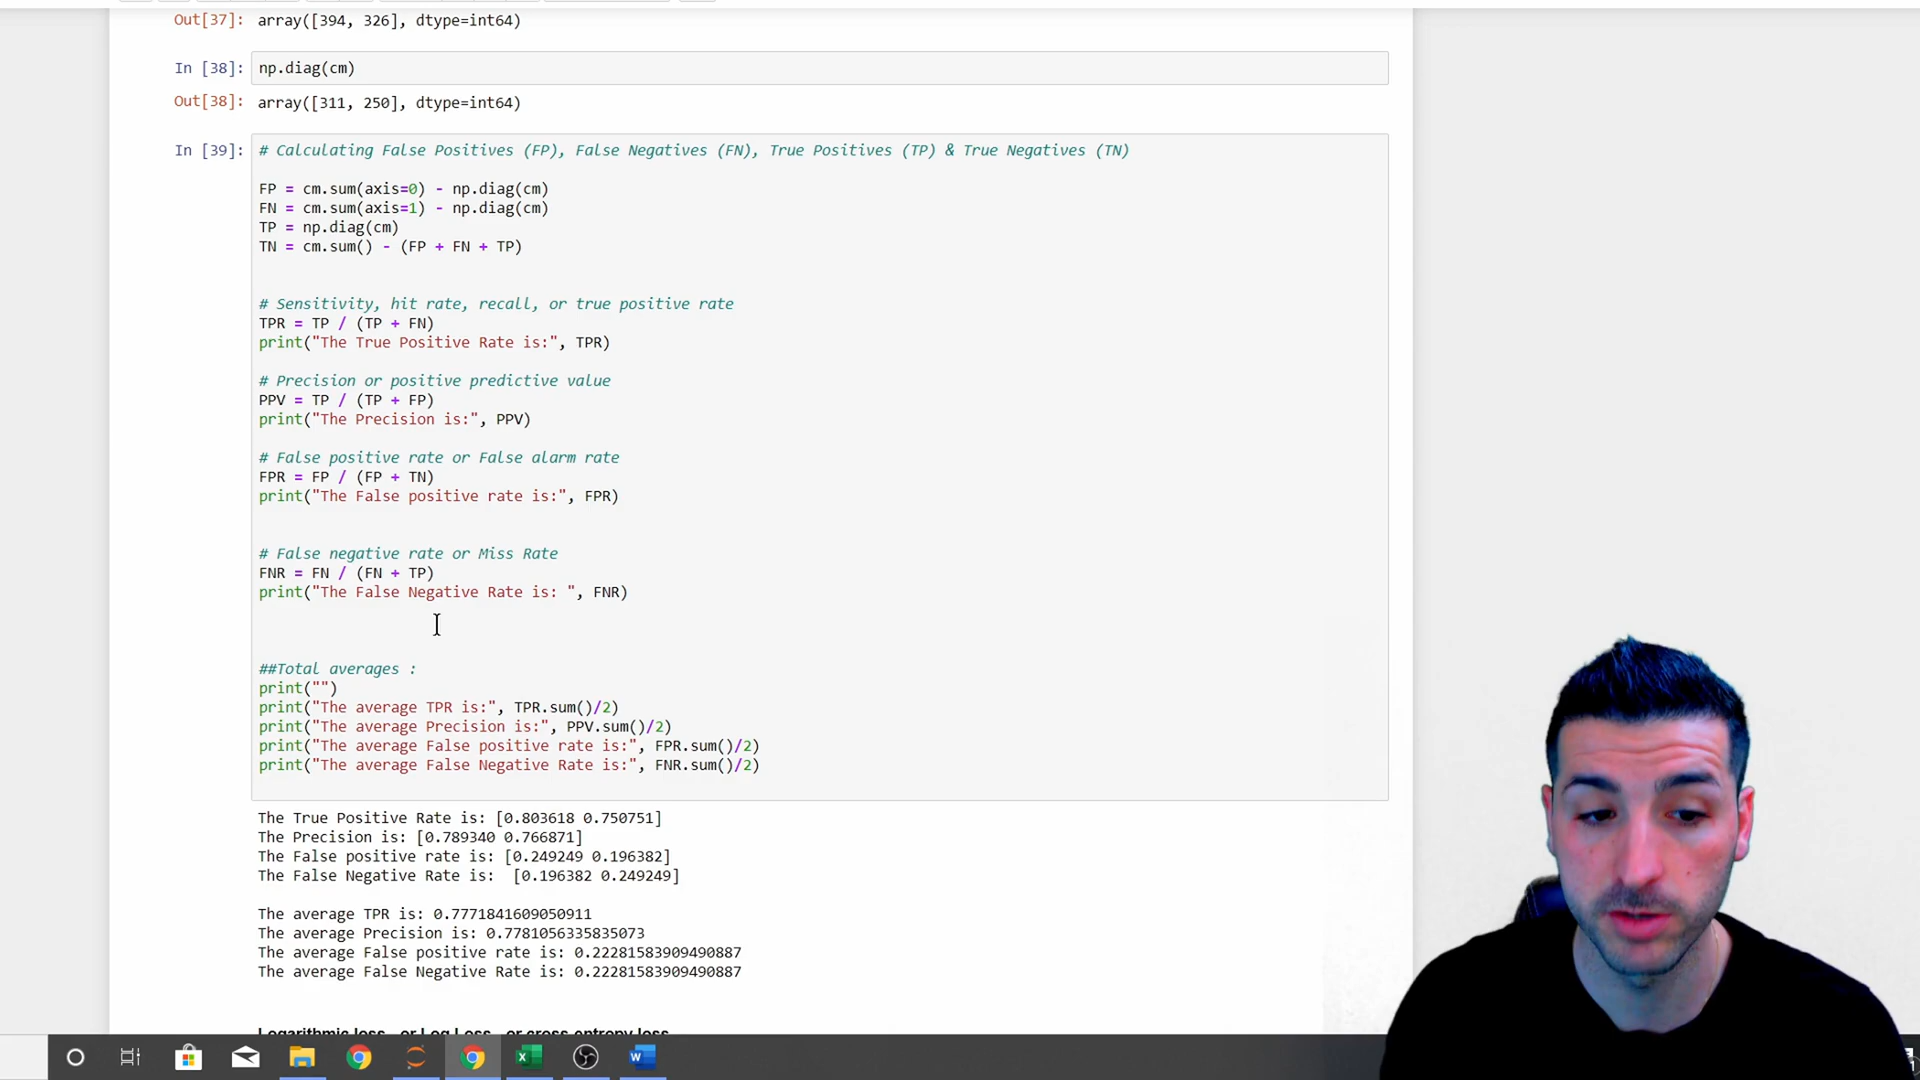 Out[37]: array([394, 326], dtype=int64)
In [38]: np.diag(cm)
Out[38]: array([311, 250], dtype=int64)
In [39]: # Calculating False Positives (FP), False Negatives (FN), True Positives (TP) & True Negatives (TN)
FP = cm.sum(axis=0) - np.diag(cm)
FN = cm.sum(axis=1) - np.diag(cm)
TP = np.diag(cm)
TN = cm.sum() - (FP + FN + TP)
# Sensitivity, hit rate, recall, or true positive rate
TPR = TP / (TP + FN)
print("The True Positive Rate is:", TPR)
# Precision or positive predictive value
PPV = TP / (TP + FP)
print("The Precision is:", PPV)
# False positive rate or False alarm rate
FPR = FP / (FP + TN)
print("The False positive rate is:", FPR)
# False negative rate or Miss Rate
FNR = FN / (FN + TP)
print("The False Negative Rate is: ", FNR)
##Total averages :
print("")
print("The average TPR is:", TPR.sum()/2)
print("The average Precision is:", PPV.sum()/2)
print("The average False positive rate is:", FPR.sum()/2)
print("The average False Negative Rate is:", FNR.sum()/2)
The True Positive Rate is: [0.803618 0.750751]
The Precision is: [0.789340 0.766871]
The False positive rate is: [0.249249 0.196382]
The False Negative Rate is:  [0.196382 0.249249]
The average TPR is: 0.7771841609050911
The average Precision is: 0.7781056335835073
The average False positive rate is: 0.22281583909490887
The average False Negative Rate is: 0.22281583909490887
Logarithmic loss - or Log Loss - or cross-entropy loss